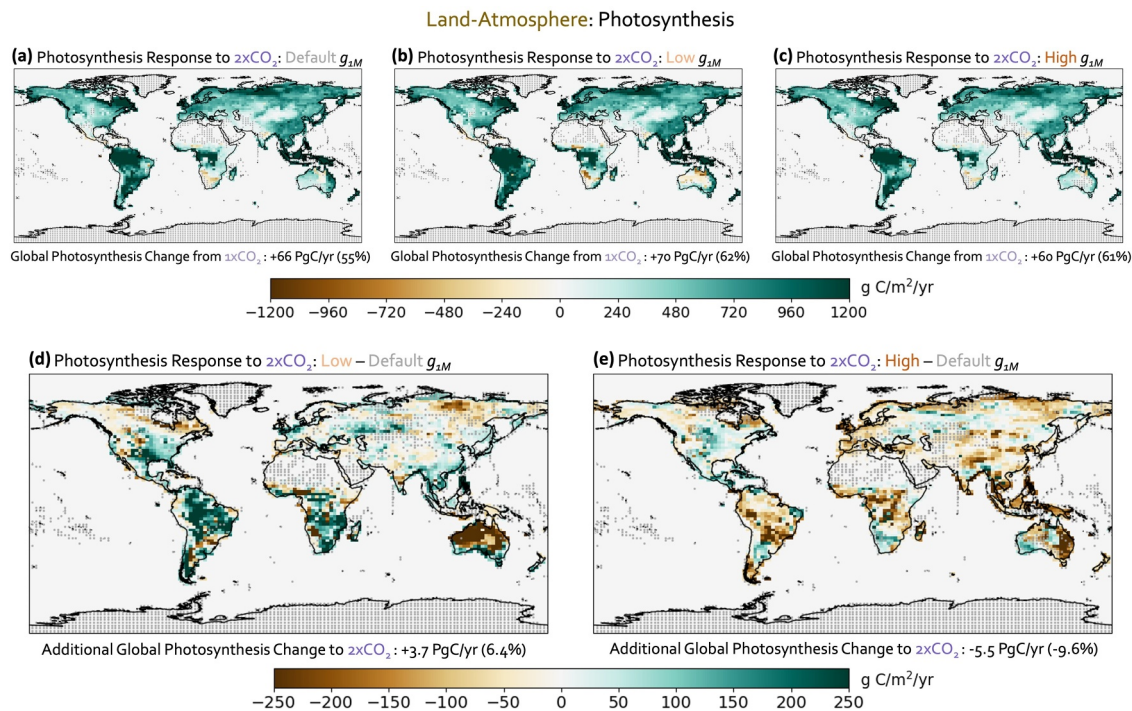 Land-Atmosphere: Photosynthesis
(a) Photosynthesis Response to 2xCO₂: Default g₁M
(b) Photosynthesis Response to 2xCO₂: Low g₁M
(c) Photosynthesis Response to 2xCO₂: High g₁M
Global Photosynthesis Change from 1xCO₂ : +66 PgC/yr (55%)
Global Photosynthesis Change from 1xCO₂ : +70 PgC/yr (62%)
Global Photosynthesis Change from 1xCO₂ : +60 PgC/yr (61%)
g C/m²/yr
−1200 −960 −720 −480 −240 0 240 480 720 960 1200
(d) Photosynthesis Response to 2xCO₂: Low – Default g₁M
(e) Photosynthesis Response to 2xCO₂: High – Default g₁M
Additional Global Photosynthesis Change to 2xCO₂ : +3.7 PgC/yr (6.4%)
Additional Global Photosynthesis Change to 2xCO₂ : -5.5 PgC/yr (-9.6%)
g C/m²/yr
−250 −200 −150 −100 −50 0 50 100 150 200 250